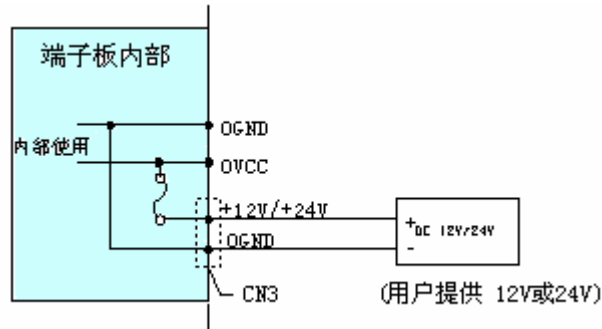 端子板内部
OGND
内部使用
OVCC
+12V/+24V
+DC 12V/24V
OGND
-
CN3
(用户提供 12V或24V)